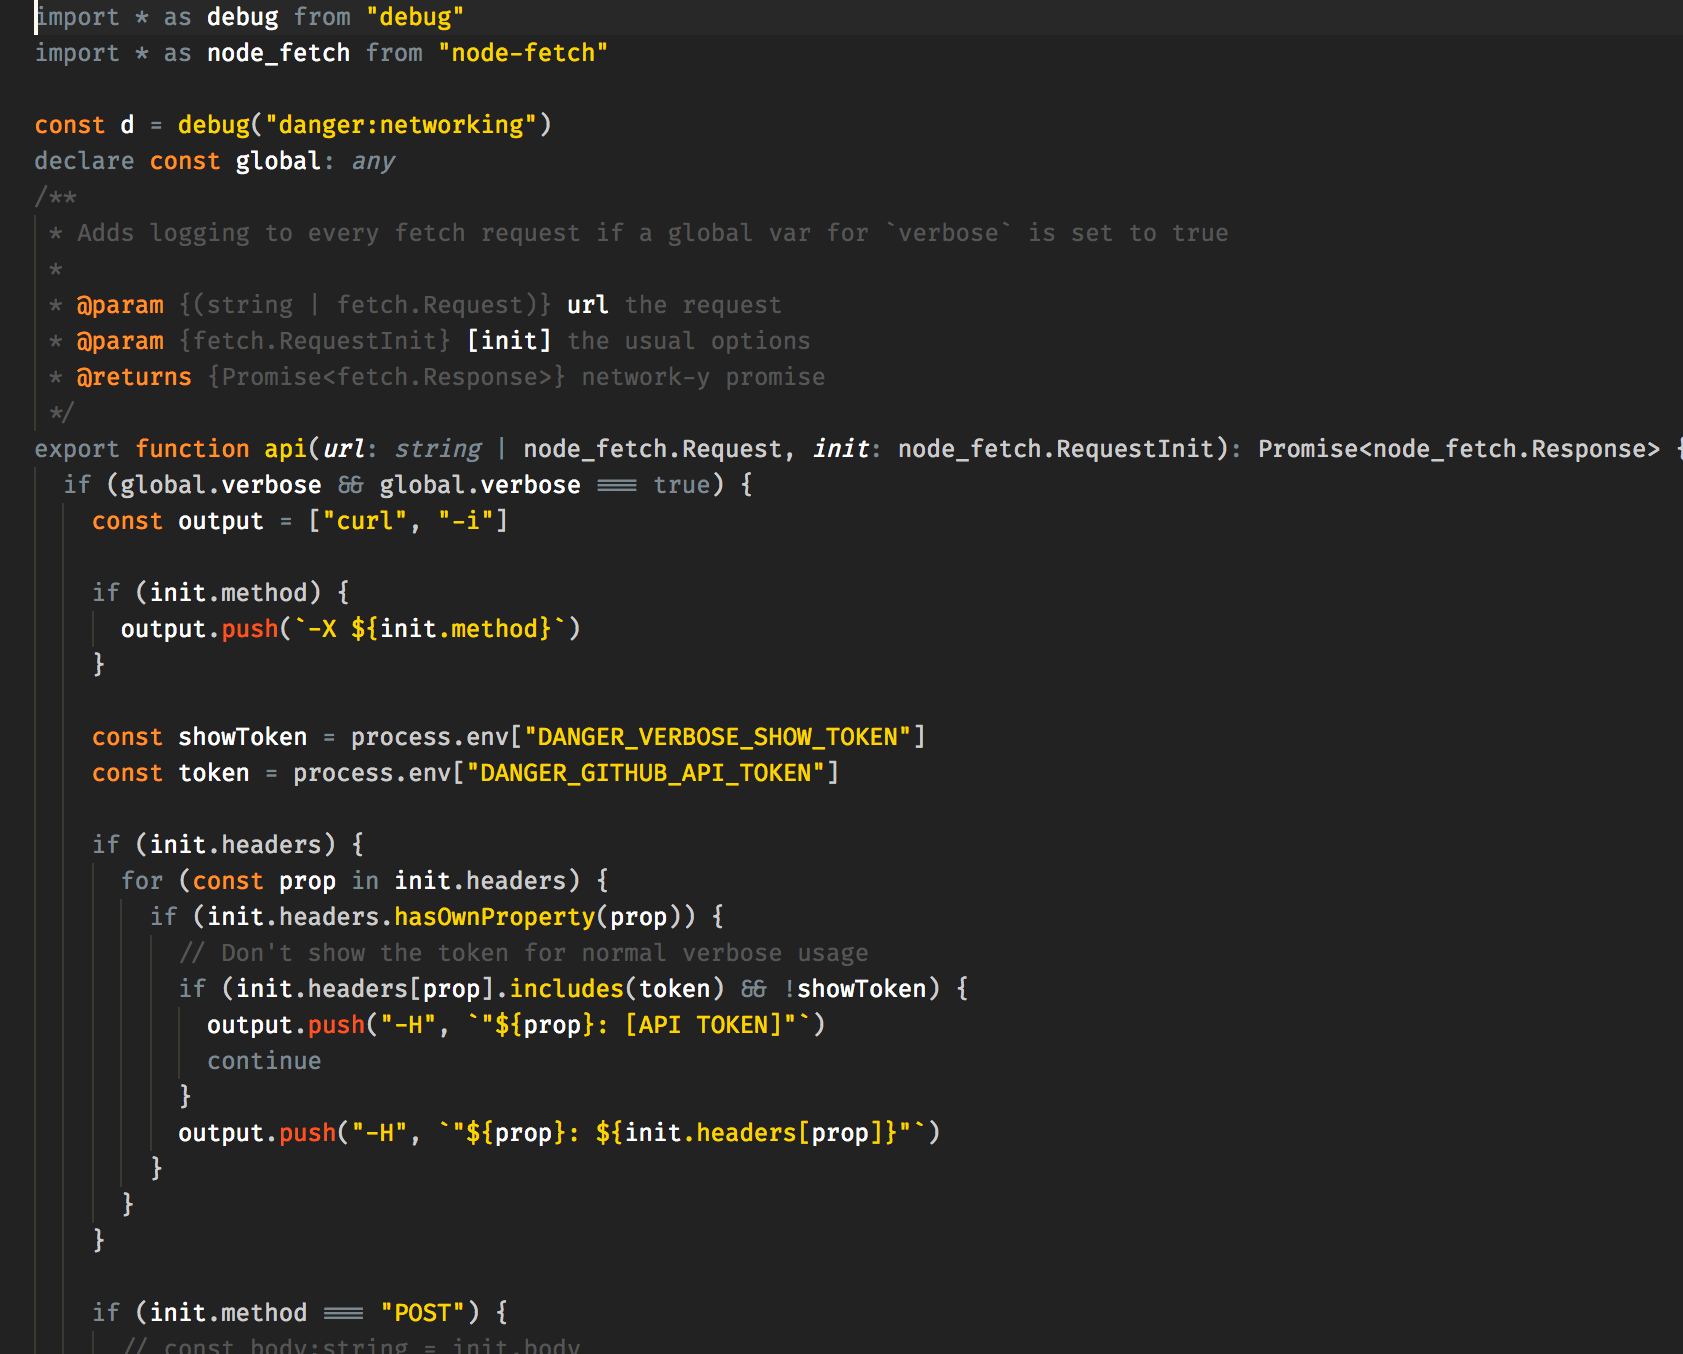 import * as debug from "debug"
import * as node_fetch from "node-fetch"

const d = debug("danger:networking")
declare const global: any
/**
 * Adds logging to every fetch request if a global var for `verbose` is set to true
 *
 * @param {(string | fetch.Request)} url the request
 * @param {fetch.RequestInit} [init] the usual options
 * @returns {Promise<fetch.Response>} network-y promise
 */
export function api(url: string | node_fetch.Request, init: node_fetch.RequestInit): Promise<node_fetch.Response> {
  if (global.verbose && global.verbose === true) {
    const output = ["curl", "-i"]

    if (init.method) {
      output.push(`-X ${init.method}`)
    }

    const showToken = process.env["DANGER_VERBOSE_SHOW_TOKEN"]
    const token = process.env["DANGER_GITHUB_API_TOKEN"]

    if (init.headers) {
      for (const prop in init.headers) {
        if (init.headers.hasOwnProperty(prop)) {
          // Don't show the token for normal verbose usage
          if (init.headers[prop].includes(token) && !showToken) {
            output.push("-H", `"${prop}: [API TOKEN]"`)
            continue
          }
          output.push("-H", `"${prop}: ${init.headers[prop]}"`)
        }
      }
    }

    if (init.method === "POST") {
      // const body:string = init.body